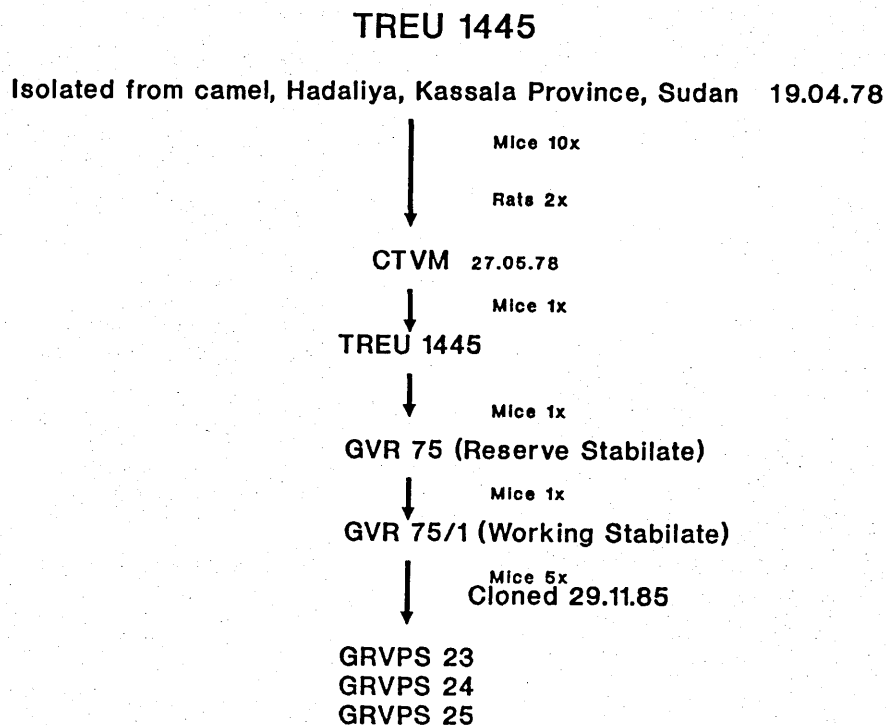 TREU 1445
Isolated from camel, Hadaliya, Kassala Province, Sudan 19.04.78
Mice 10x
Rats 2x
CTVM 27.05.78
Mice 1x
TREU 1445
Mice 1x
GVR 75 (Reserve Stabilate)
Mice 1x
GVR 75/1 (Working Stabilate)
Mice 5x
Cloned 29.11.85
GRVPS 23
GRVPS 24
GRVPS 25